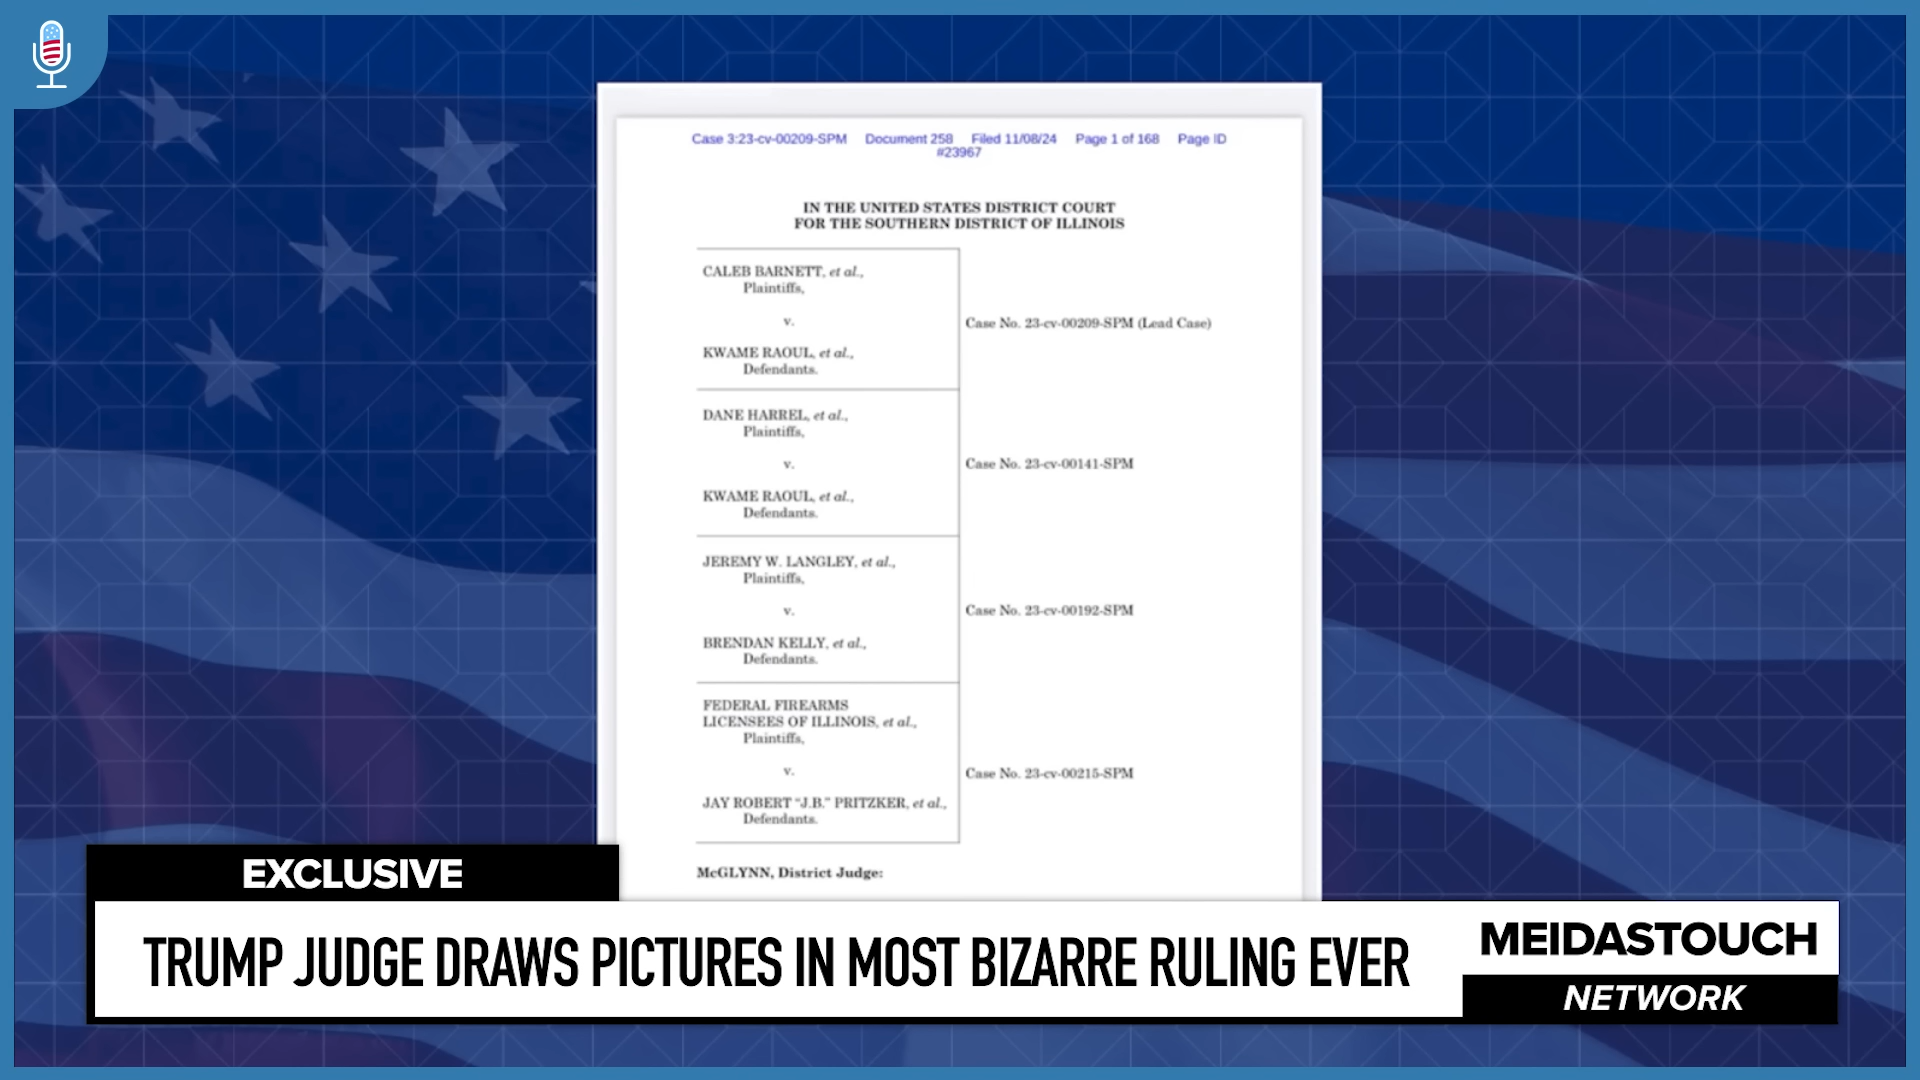 Case 3:23-cv-00209-SPM Document 258 Filed 11/08/24 Page 1 of 168 Page ID
#23967
IN THE UNITED STATES DISTRICT COURT
FOR THE SOUTHERN DISTRICT OF ILLINOIS
CALEB BARNETT, et al.,
Plaintiffs,
v.
Case No. 23-cv-00209-SPM (Lead Case)
KWAME RAOUL, et al.,
Defendants.
DANE HARREL, et al.,
Plaintiffs,
v.
Case No. 23-cv-00141-SPM
KWAME RAOUL, et al.,
Defendants.
JEREMY W. LANGLEY, et al.,
Plaintiffs,
v.
Case No. 23-cv-00192-SPM
BRENDAN KELLY, et al.,
Defendants.
FEDERAL FIREARMS
LICENSEES OF ILLINOIS, et al.,
Plaintiffs,
v.
Case No. 23-cv-00215-SPM
JAY ROBERT “J.B.” PRITZKER, et al.,
Defendants.
McGLYNN, District Judge:
EXCLUSIVE
TRUMP JUDGE DRAWS PICTURES IN MOST BIZARRE RULING EVER
MEIDASTOUCH
NETWORK